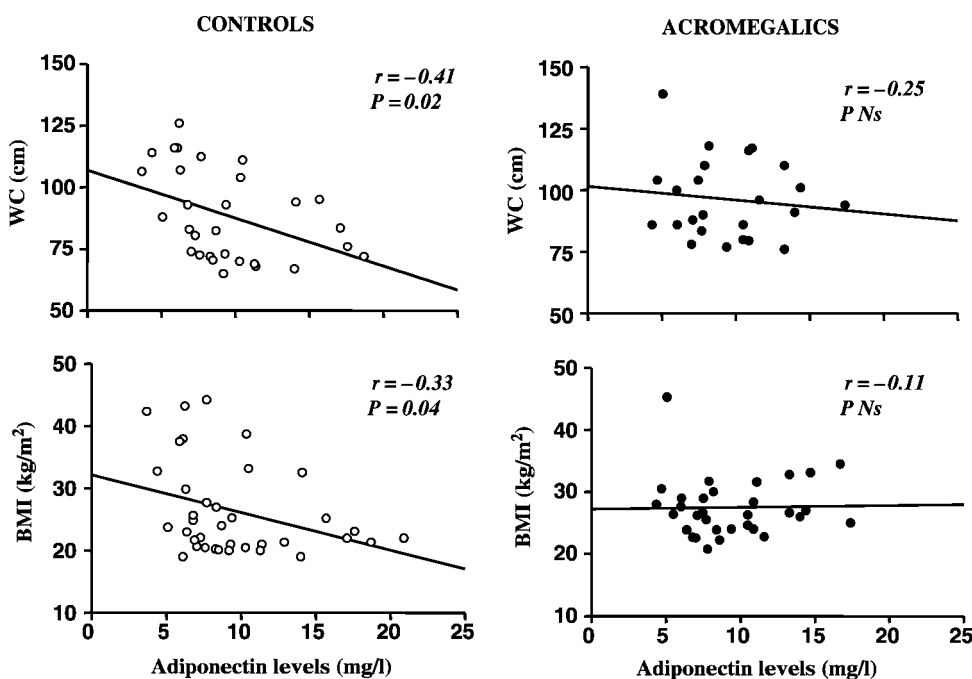 CONTROLS
ACROMEGALICS
150
125
100
75
50
WC (cm)
r = –0.41
P = 0.02
150
125
100
75
50
WC (cm)
r = –0.25
P Ns
50
40
30
20
10
BMI (kg/m²)
r = –0.33
P = 0.04
0 5 10 15 20 25
Adiponectin levels (mg/l)
50
40
30
20
10
BMI (kg/m²)
r = –0.11
P Ns
0 5 10 15 20 25
Adiponectin levels (mg/l)